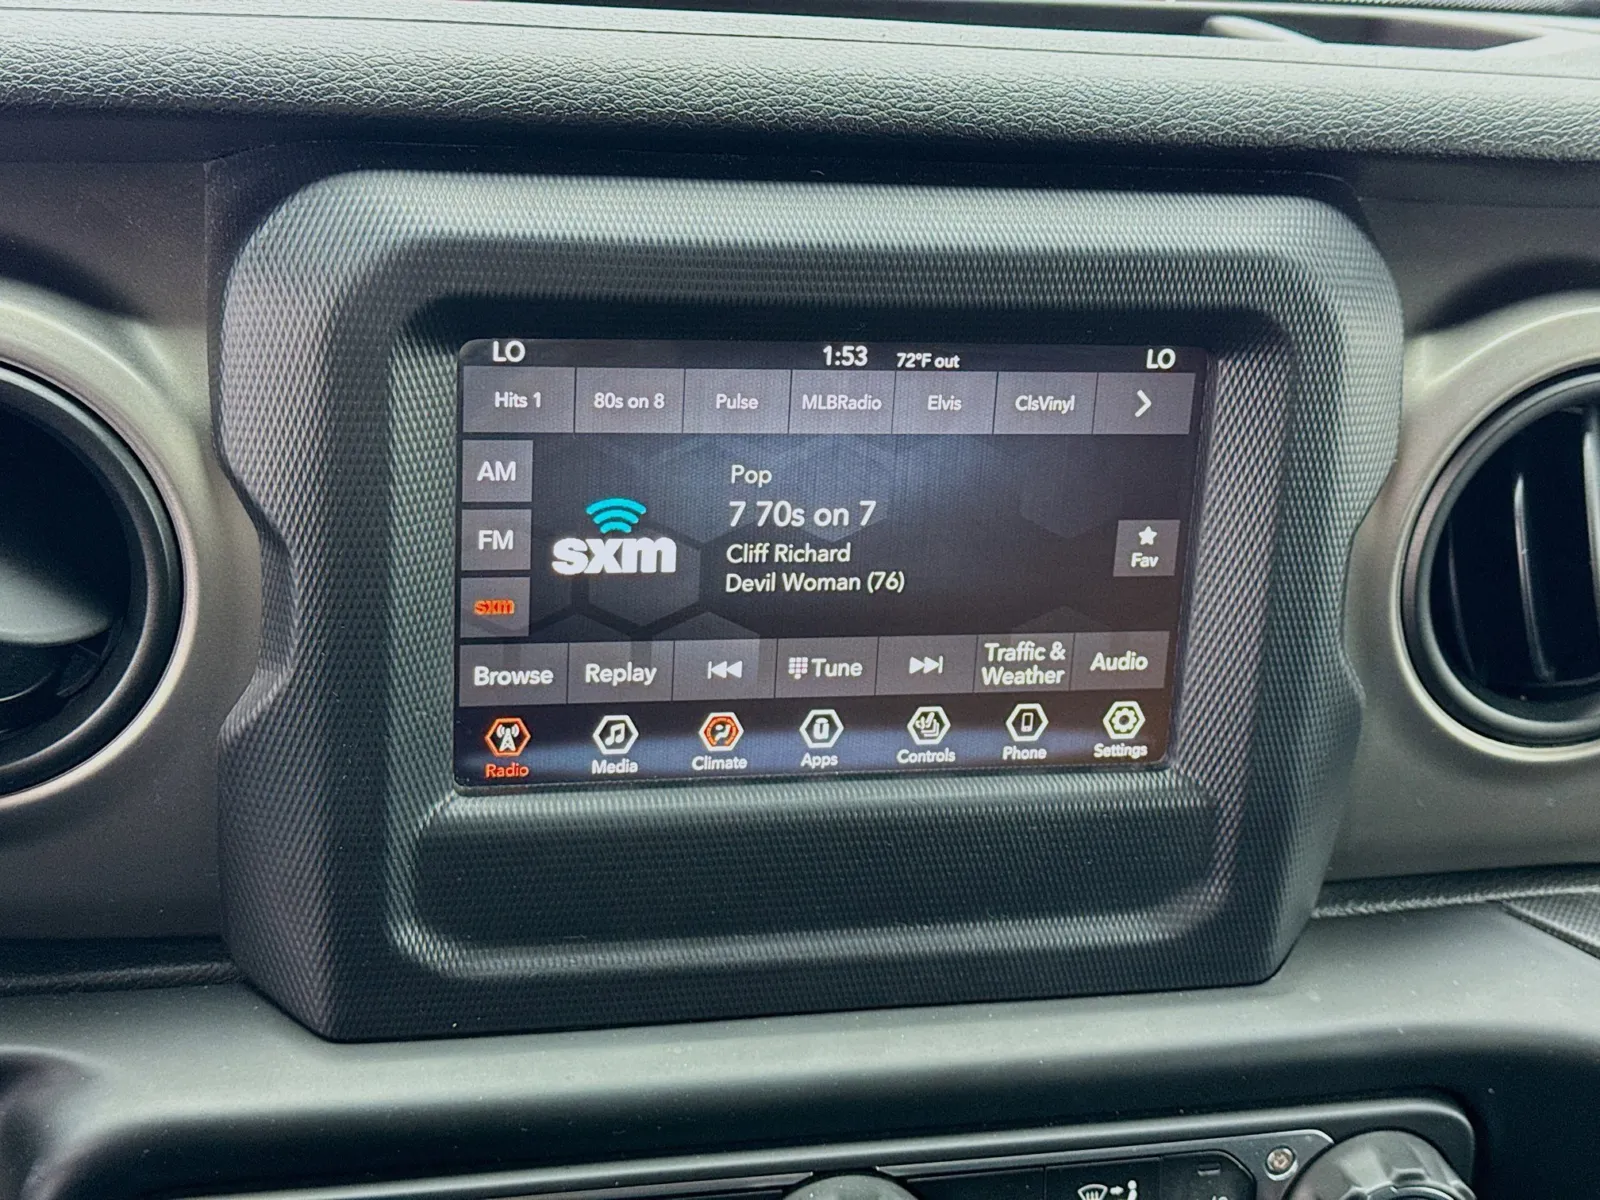 LO 1:53 72°F out LO
Hits 1 80s on 8 Pulse MLBRadio Elvis ClsVinyl
AM
FM
sxm
sxm
Pop
7 70s on 7
Cliff Richard
Devil Woman (76)
Fav
Browse Replay Tune Traffic & Weather Audio
Radio Media Climate Apps Controls Phone Settings